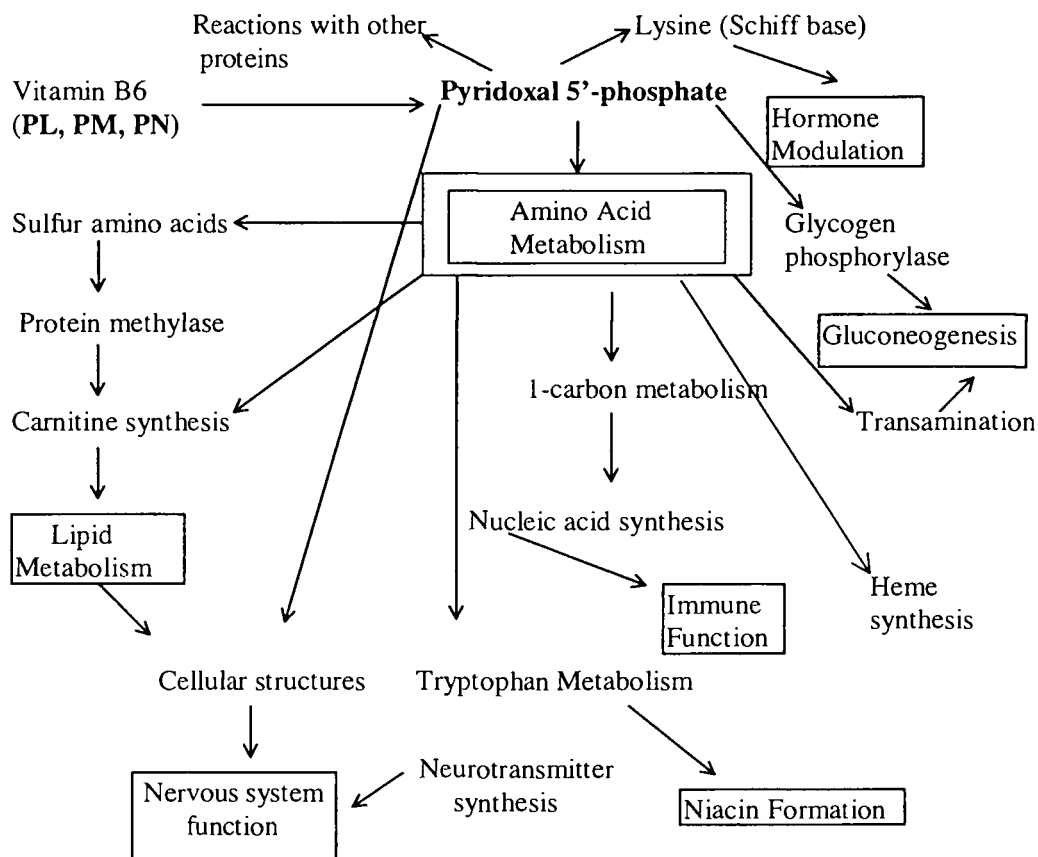 Reactions with other
proteins
Lysine (Schiff base)
Vitamin B6
(PL, PM, PN)
Pyridoxal 5'-phosphate
Hormone
Modulation
Amino Acid
Metabolism
Sulfur amino acids
Glycogen
phosphorylase
Protein methylase
Gluconeogenesis
1-carbon metabolism
Carnitine synthesis
Transamination
Nucleic acid synthesis
Lipid
Metabolism
Immune
Function
Heme
synthesis
Cellular structures
Tryptophan Metabolism
Neurotransmitter
synthesis
Nervous system
function
Niacin Formation